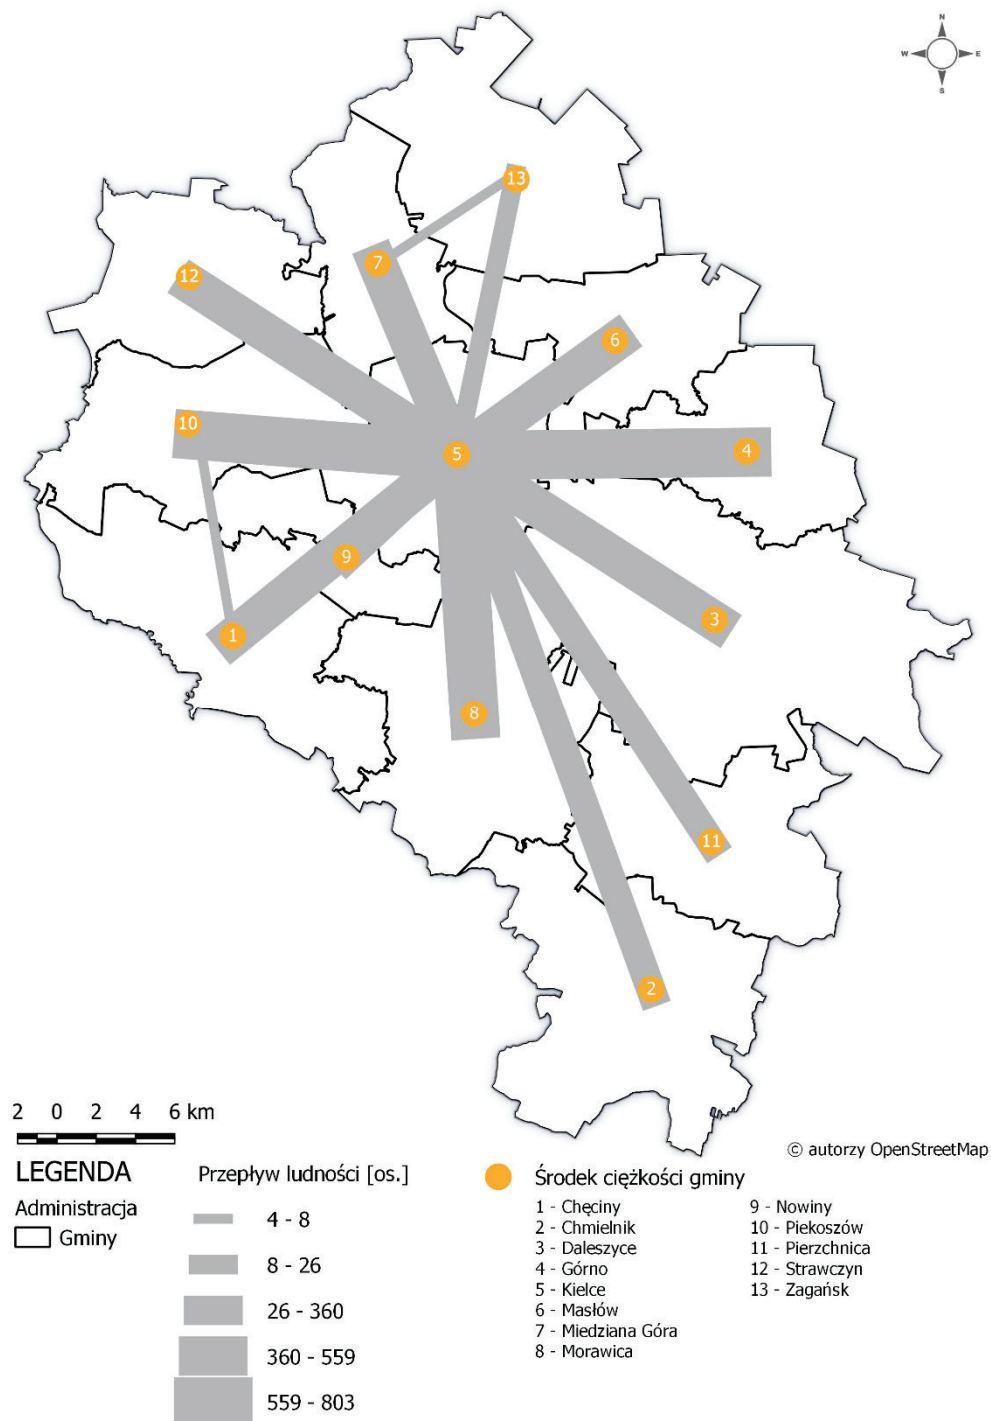 N
W E
S
13
7
12
6
10
5
4
9
3
1
8
11
2
2 0 2 4 6 km
© autorzy OpenStreetMap
LEGENDA
Administracja
Gminy
Przepływ ludności [os.]
4 - 8
8 - 26
26 - 360
360 - 559
559 - 803
Środek ciężkości gminy
1 - Chęciny
2 - Chmielnik
3 - Daleszyce
4 - Górno
5 - Kielce
6 - Masłów
7 - Miedziana Góra
8 - Morawica
9 - Nowiny
10 - Piekoszów
11 - Pierzchnica
12 - Strawczyn
13 - Zagańsk